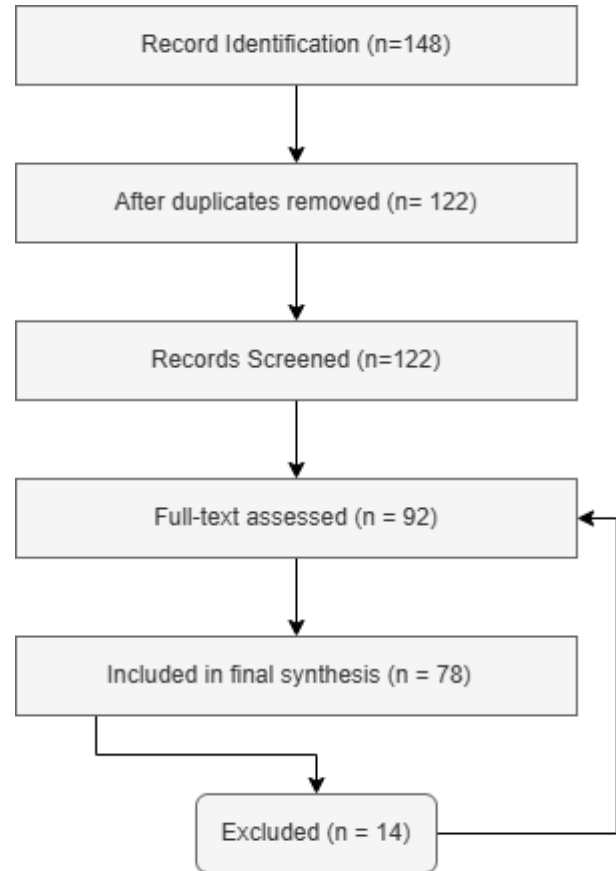 Record Identification (n=148)
After duplicates removed (n= 122)
Records Screened (n=122)
Full-text assessed (n = 92)
Included in final synthesis (n = 78)
Excluded (n = 14)